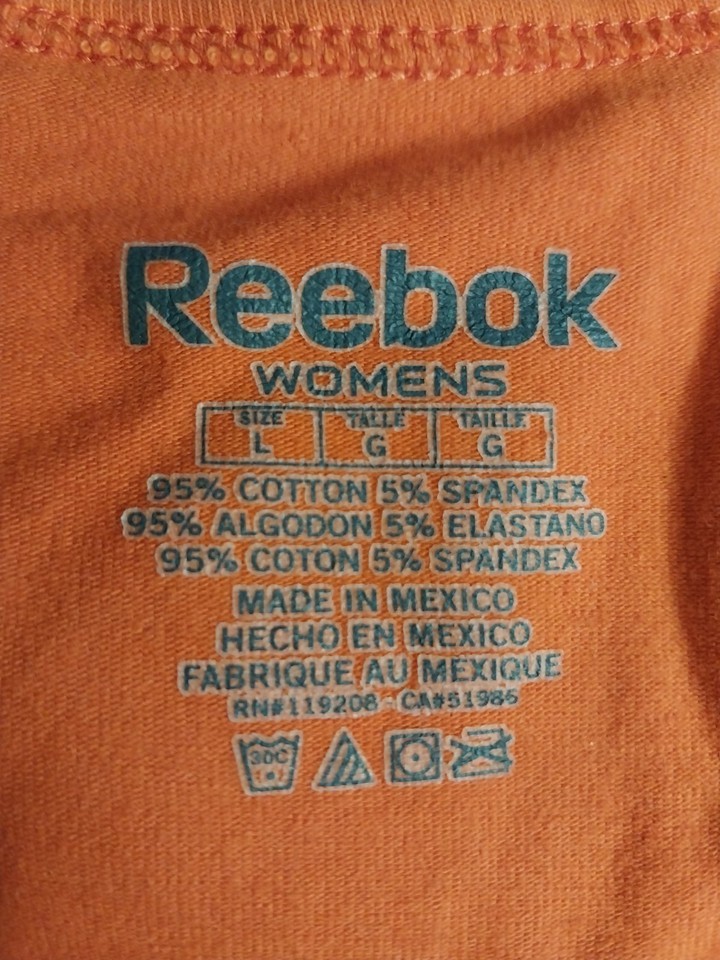 Reebok
WOMENS
SIZE TALLE TAILLE
L G G
95% COTTON 5% SPANDEX
95% ALGODON 5% ELASTANO
95% COTON 5% SPANDEX
MADE IN MEXICO
HECHO EN MEXICO
FABRIQUE AU MEXIQUE
RN#119208 - CA#51986
30C